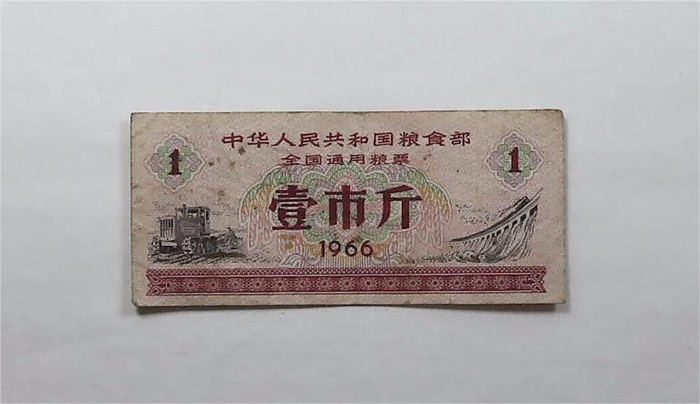 中华人民共和国粮食部
全国通用粮票
1 1
壹市斤
1966